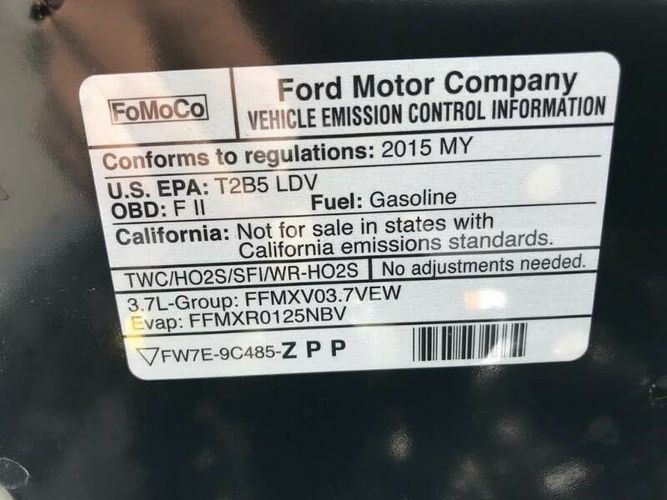 FoMoCo
Ford Motor Company
VEHICLE EMISSION CONTROL INFORMATION
Conforms to regulations: 2015 MY
U.S. EPA: T2B5 LDV
OBD: F II Fuel: Gasoline
California: Not for sale in states with
California emissions standards.
TWC/HO2S/SFI/WR-HO2S No adjustments needed.
3.7L-Group: FFMXV03.7VEW
Evap: FFMXR0125NBV
▽FW7E-9C485-Z P P